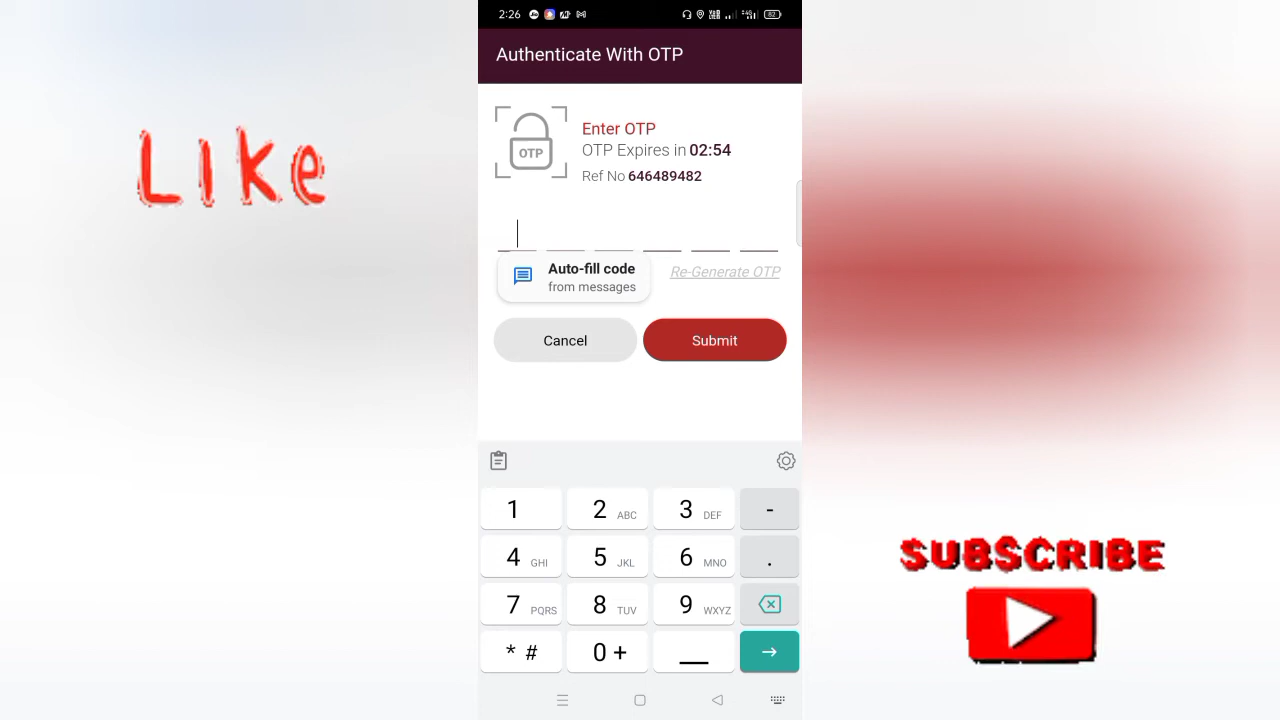 2:26
82
Authenticate With OTP
OTP
Enter OTP
OTP Expires in 02:54
Ref No 646489482
Auto-fill code
from messages
Re-Generate OTP
Cancel
Submit
1
2 ABC
3 DEF
-
4 GHI
5 JKL
6 MNO
.
7 PQRS
8 TUV
9 WXYZ
* #
0 +
Like
SUBSCRIBE